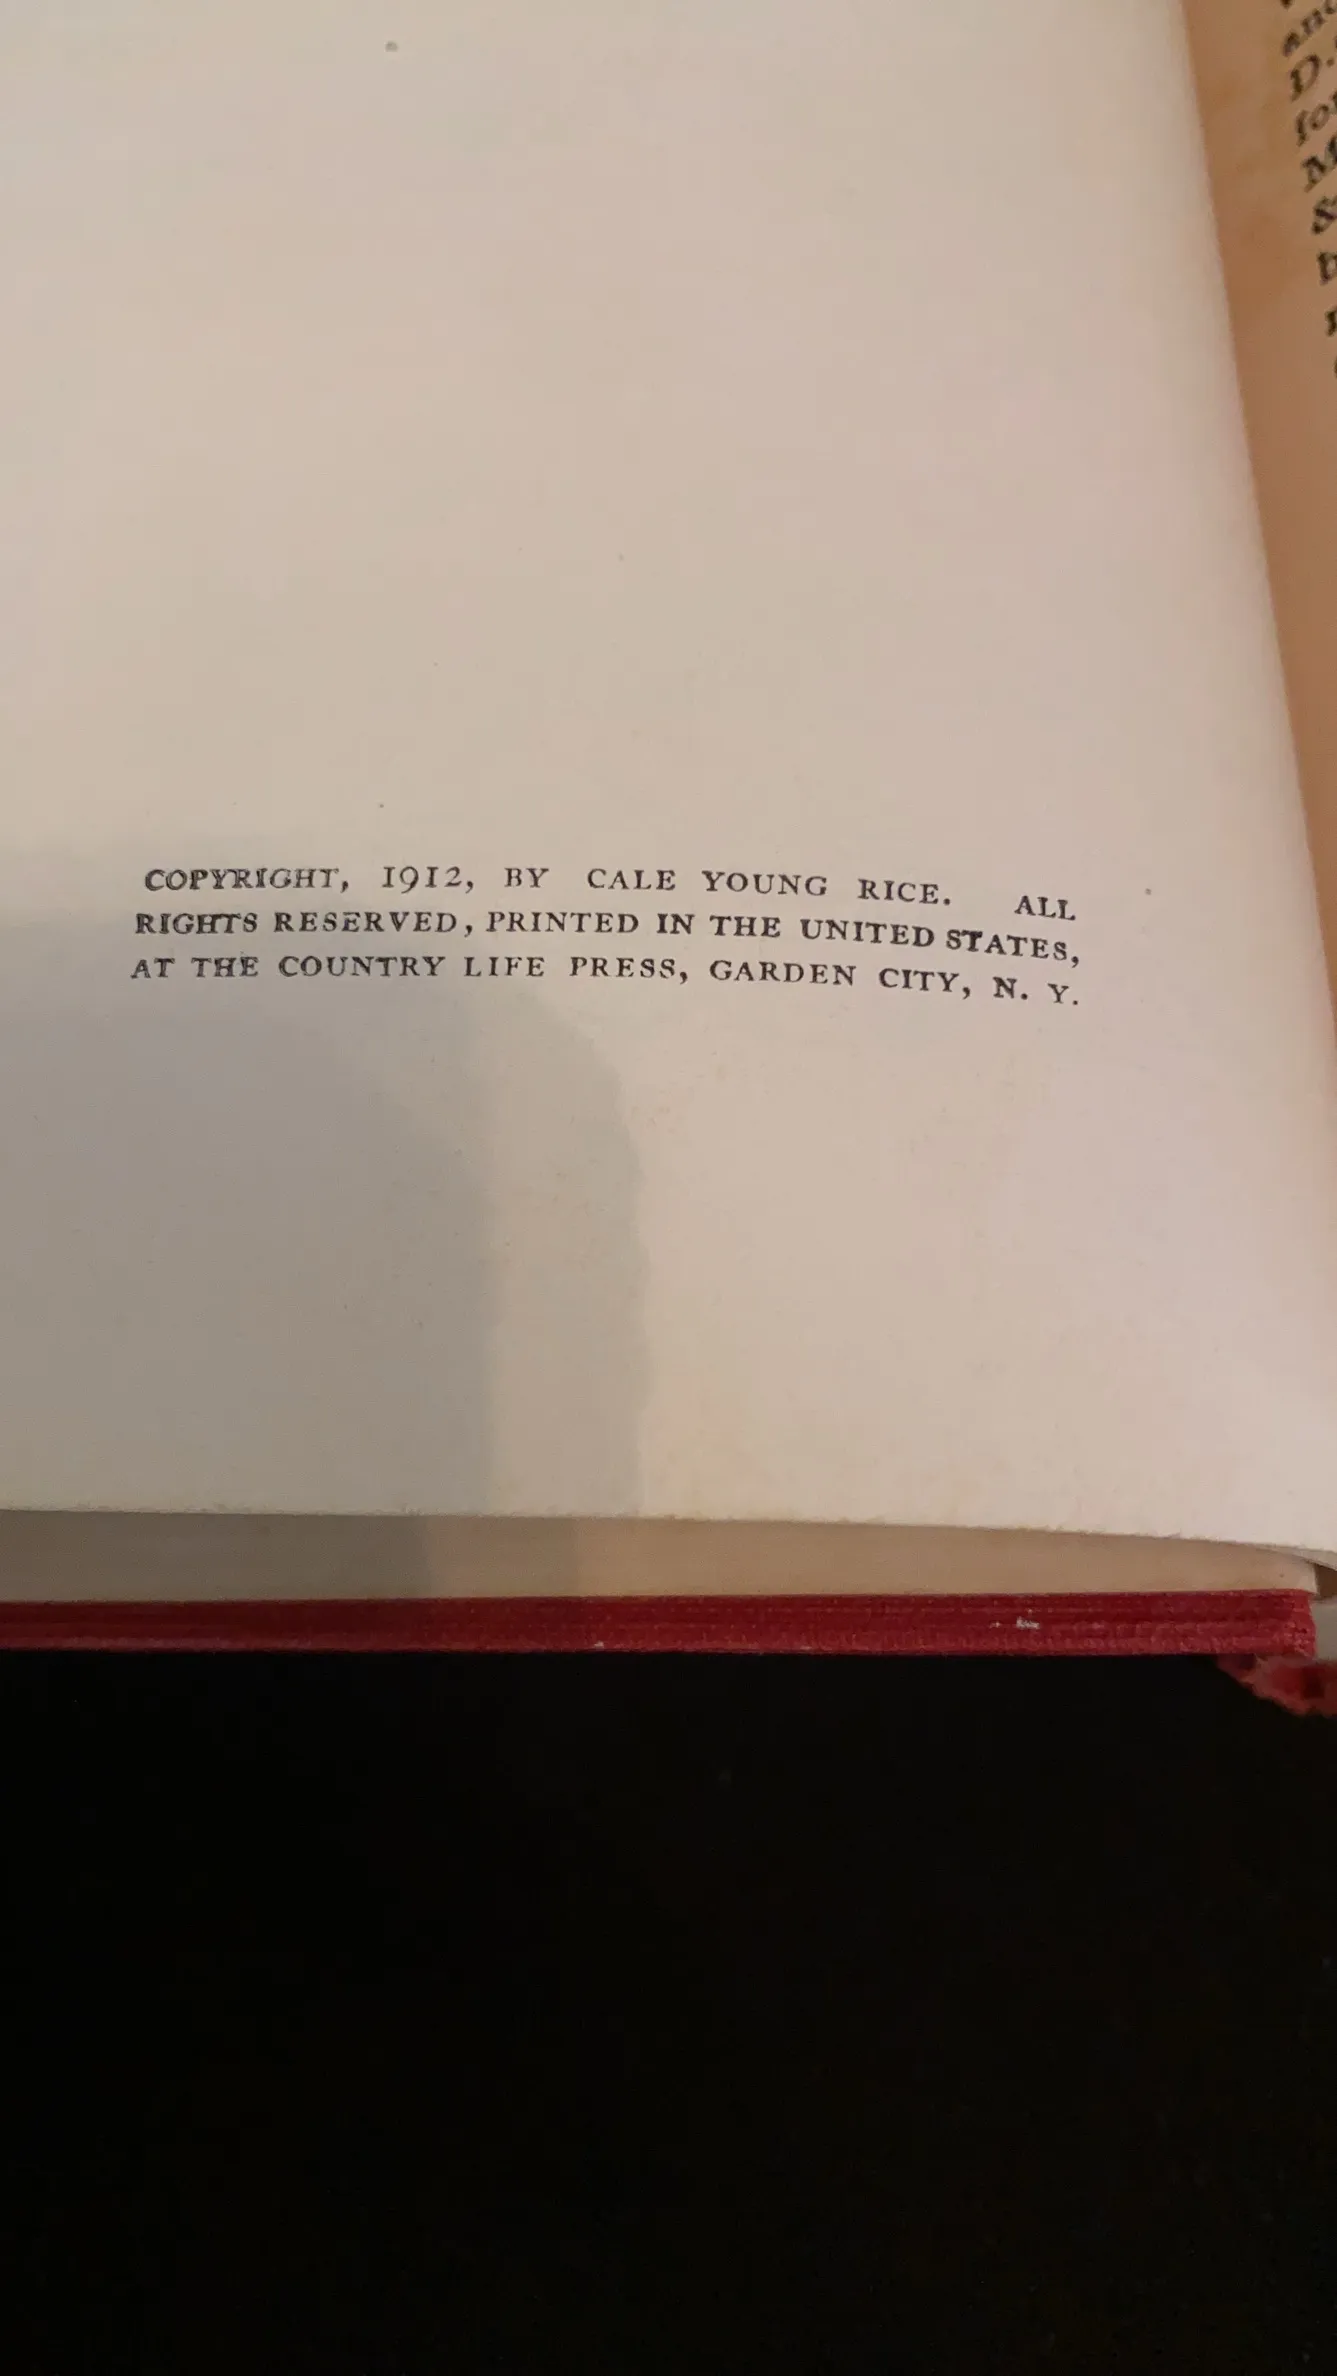 COPYRIGHT, 1912, BY CALE YOUNG RICE. ALL
RIGHTS RESERVED, PRINTED IN THE UNITED STATES,
AT THE COUNTRY LIFE PRESS, GARDEN CITY, N. Y.
and
D.
M
&